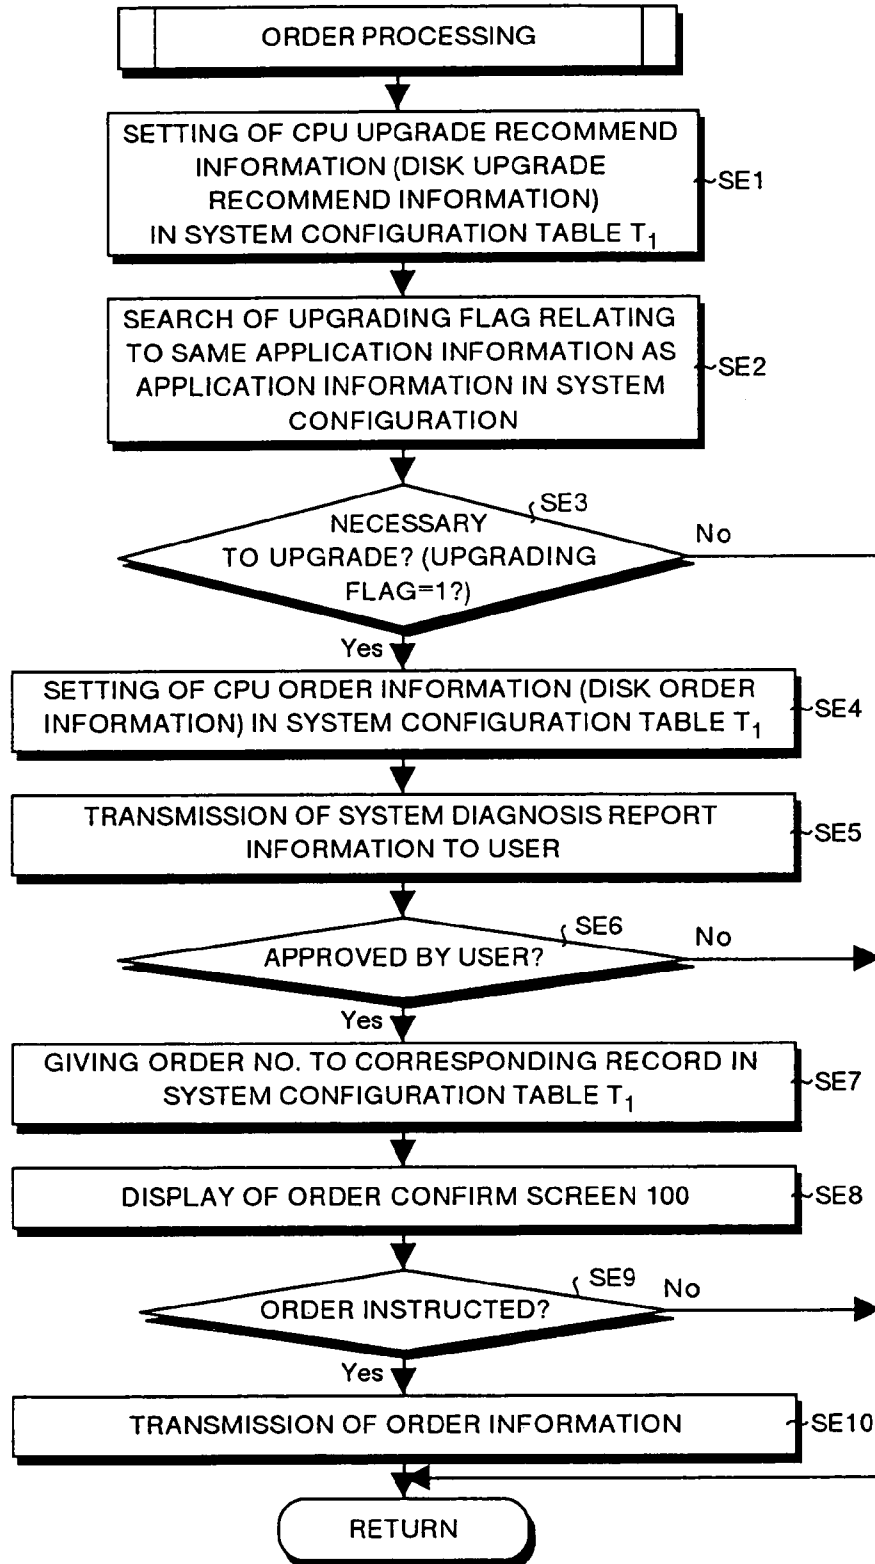 ORDER PROCESSING
SETTING OF CPU UPGRADE RECOMMEND
INFORMATION (DISK UPGRADE
RECOMMEND INFORMATION)
IN SYSTEM CONFIGURATION TABLE T1
SE1
SEARCH OF UPGRADING FLAG RELATING
TO SAME APPLICATION INFORMATION AS
APPLICATION INFORMATION IN SYSTEM
CONFIGURATION
SE2
SE3
NECESSARY
TO UPGRADE? (UPGRADING
FLAG=1?)
No
Yes
SETTING OF CPU ORDER INFORMATION (DISK ORDER
INFORMATION) IN SYSTEM CONFIGURATION TABLE T1
SE4
TRANSMISSION OF SYSTEM DIAGNOSIS REPORT
INFORMATION TO USER
SE5
SE6
APPROVED BY USER?
No
Yes
GIVING ORDER NO. TO CORRESPONDING RECORD IN
SYSTEM CONFIGURATION TABLE T1
SE7
DISPLAY OF ORDER CONFIRM SCREEN 100
SE8
SE9
ORDER INSTRUCTED?
No
Yes
TRANSMISSION OF ORDER INFORMATION
SE10
RETURN